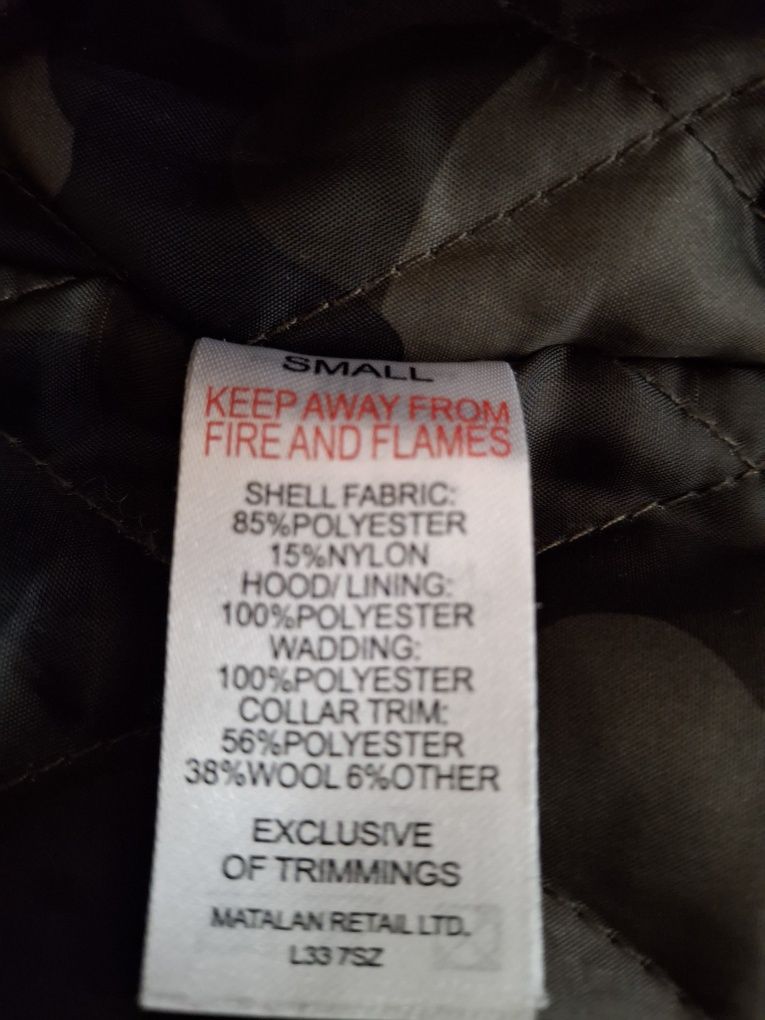 SMALL
KEEP AWAY FROM
FIRE AND FLAMES
SHELL FABRIC:
85%POLYESTER
15%NYLON
HOOD/ LINING:
100%POLYESTER
WADDING:
100%POLYESTER
COLLAR TRIM:
56%POLYESTER
38%WOOL 6%OTHER
EXCLUSIVE
OF TRIMMINGS
MATALAN RETAIL LTD.
L33 7SZ